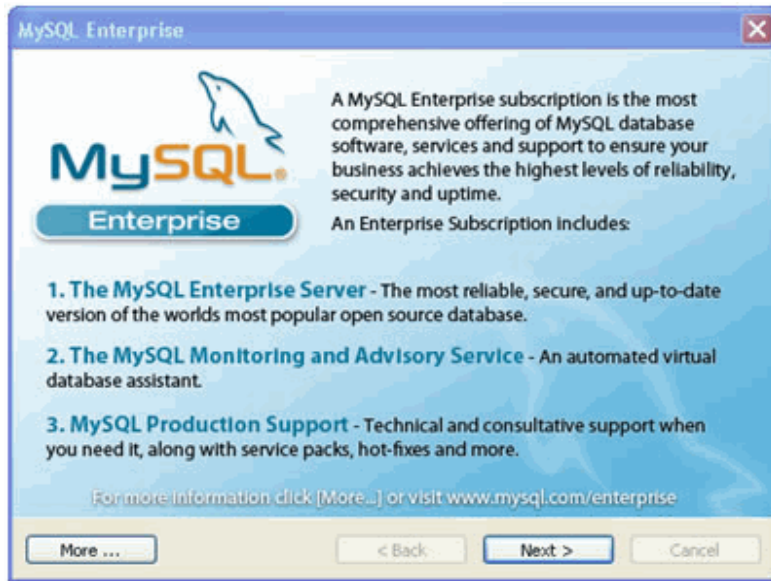 MySQL Enterprise
MySQL®
Enterprise
A MySQL Enterprise subscription is the most
comprehensive offering of MySQL database
software, services and support to ensure your
business achieves the highest levels of reliability,
security and uptime.
An Enterprise Subscription includes:
1. The MySQL Enterprise Server - The most reliable, secure, and up-to-date
version of the worlds most popular open source database.
2. The MySQL Monitoring and Advisory Service - An automated virtual
database assistant.
3. MySQL Production Support - Technical and consultative support when
you need it, along with service packs, hot-fixes and more.
For more information click [More...] or visit www.mysql.com/enterprise
More ...
< Back
Next >
Cancel